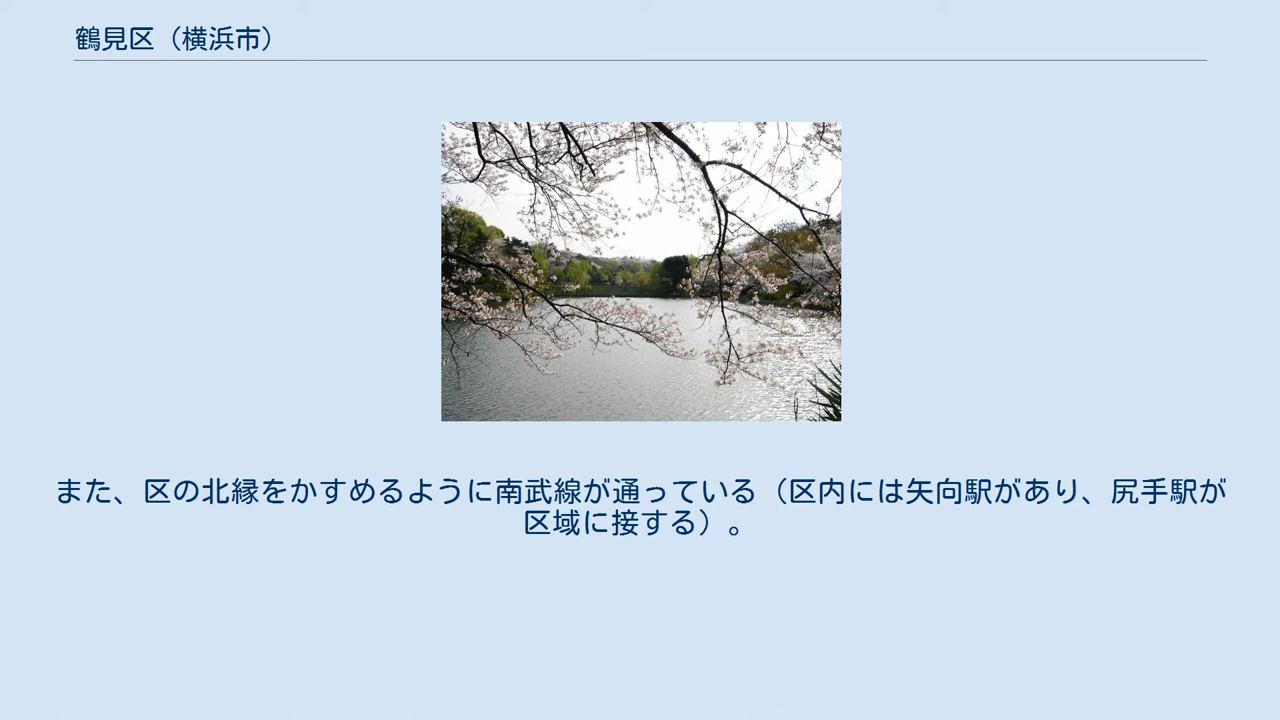 鶴見区（横浜市）
また、区の北縁をかすめるように南武線が通っている（区内には矢向駅があり、尻手駅が
区域に接する）。